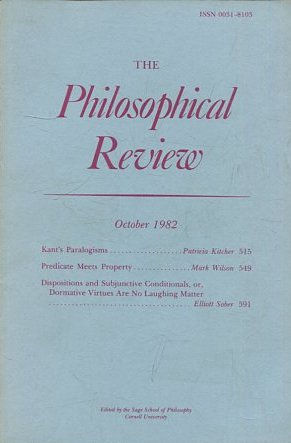 ISSN 0031-8103
THE
Philosophical
Review
October 1982
Kant's Paralogisms .................... Patricia Kitcher 515
Predicate Meets Property ............... Mark Wilson 549
Dispositions and Subjunctive Conditionals, or,
Dormative Virtues Are No Laughing Matter
....................................... Elliott Sober 591
Edited by the Sage School of Philosophy
Cornell University